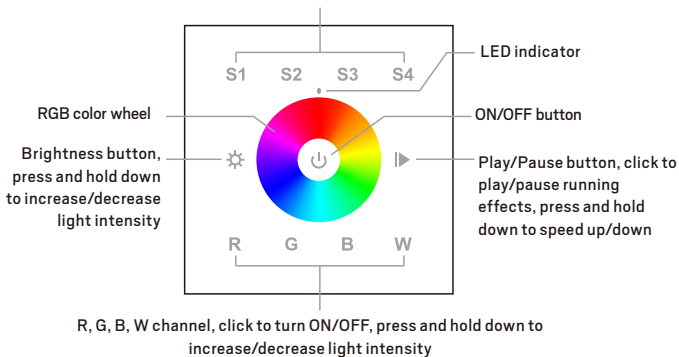 S1 S2 S3 S4
LED indicator
RGB color wheel
ON/OFF button
Brightness button,
press and hold down
to increase/decrease
light intensity
Play/Pause button, click to
play/pause running
effects, press and hold
down to speed up/down
R G B W
R, G, B, W channel, click to turn ON/OFF, press and hold down to
increase/decrease light intensity